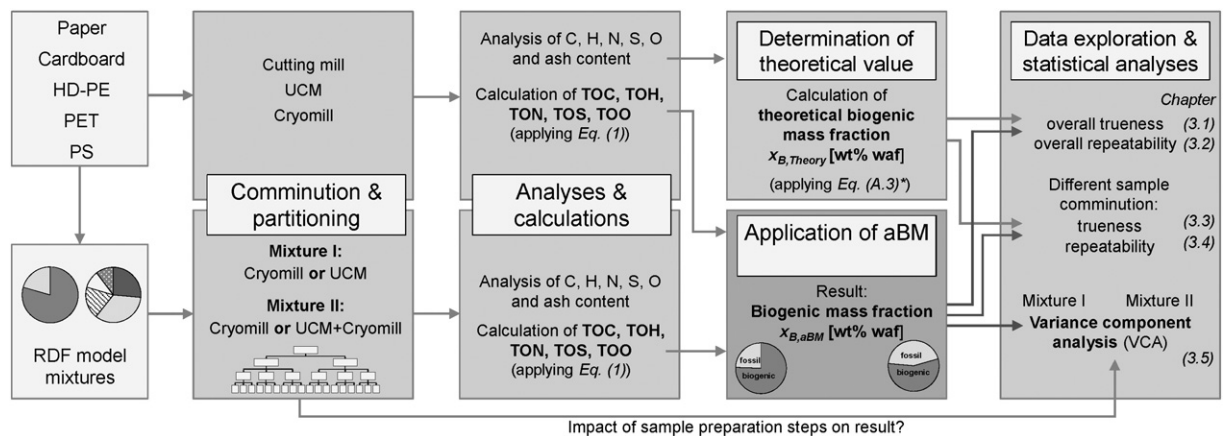 Paper
Cardboard
HD-PE
PET
PS
RDF model
mixtures
Cutting mill
UCM
Cryomill
Comminution &
partitioning
Mixture I:
Cryomill or UCM
Mixture II:
Cryomill or UCM+Cryomill
Analysis of C, H, N, S, O
and ash content
Calculation of TOC, TOH,
TON, TOS, TOO
(applying Eq. (1))
Analyses &
calculations
Analysis of C, H, N, S, O
and ash content
Calculation of TOC, TOH,
TON, TOS, TOO
(applying Eq. (1))
Determination of
theoretical value
Calculation of
theoretical biogenic
mass fraction
xB,Theory [wt% waf]
(applying Eq. (A.3)*)
Application of aBM
Result:
Biogenic mass fraction
xB,aBM [wt% waf]
fossil
biogenic
fossil
biogenic
Data exploration &
statistical analyses
Chapter
overall trueness (3.1)
overall repeatability (3.2)
Different sample
comminution:
trueness (3.3)
repeatability (3.4)
Mixture I Mixture II
Variance component
analysis (VCA)
(3.5)
Impact of sample preparation steps on result?